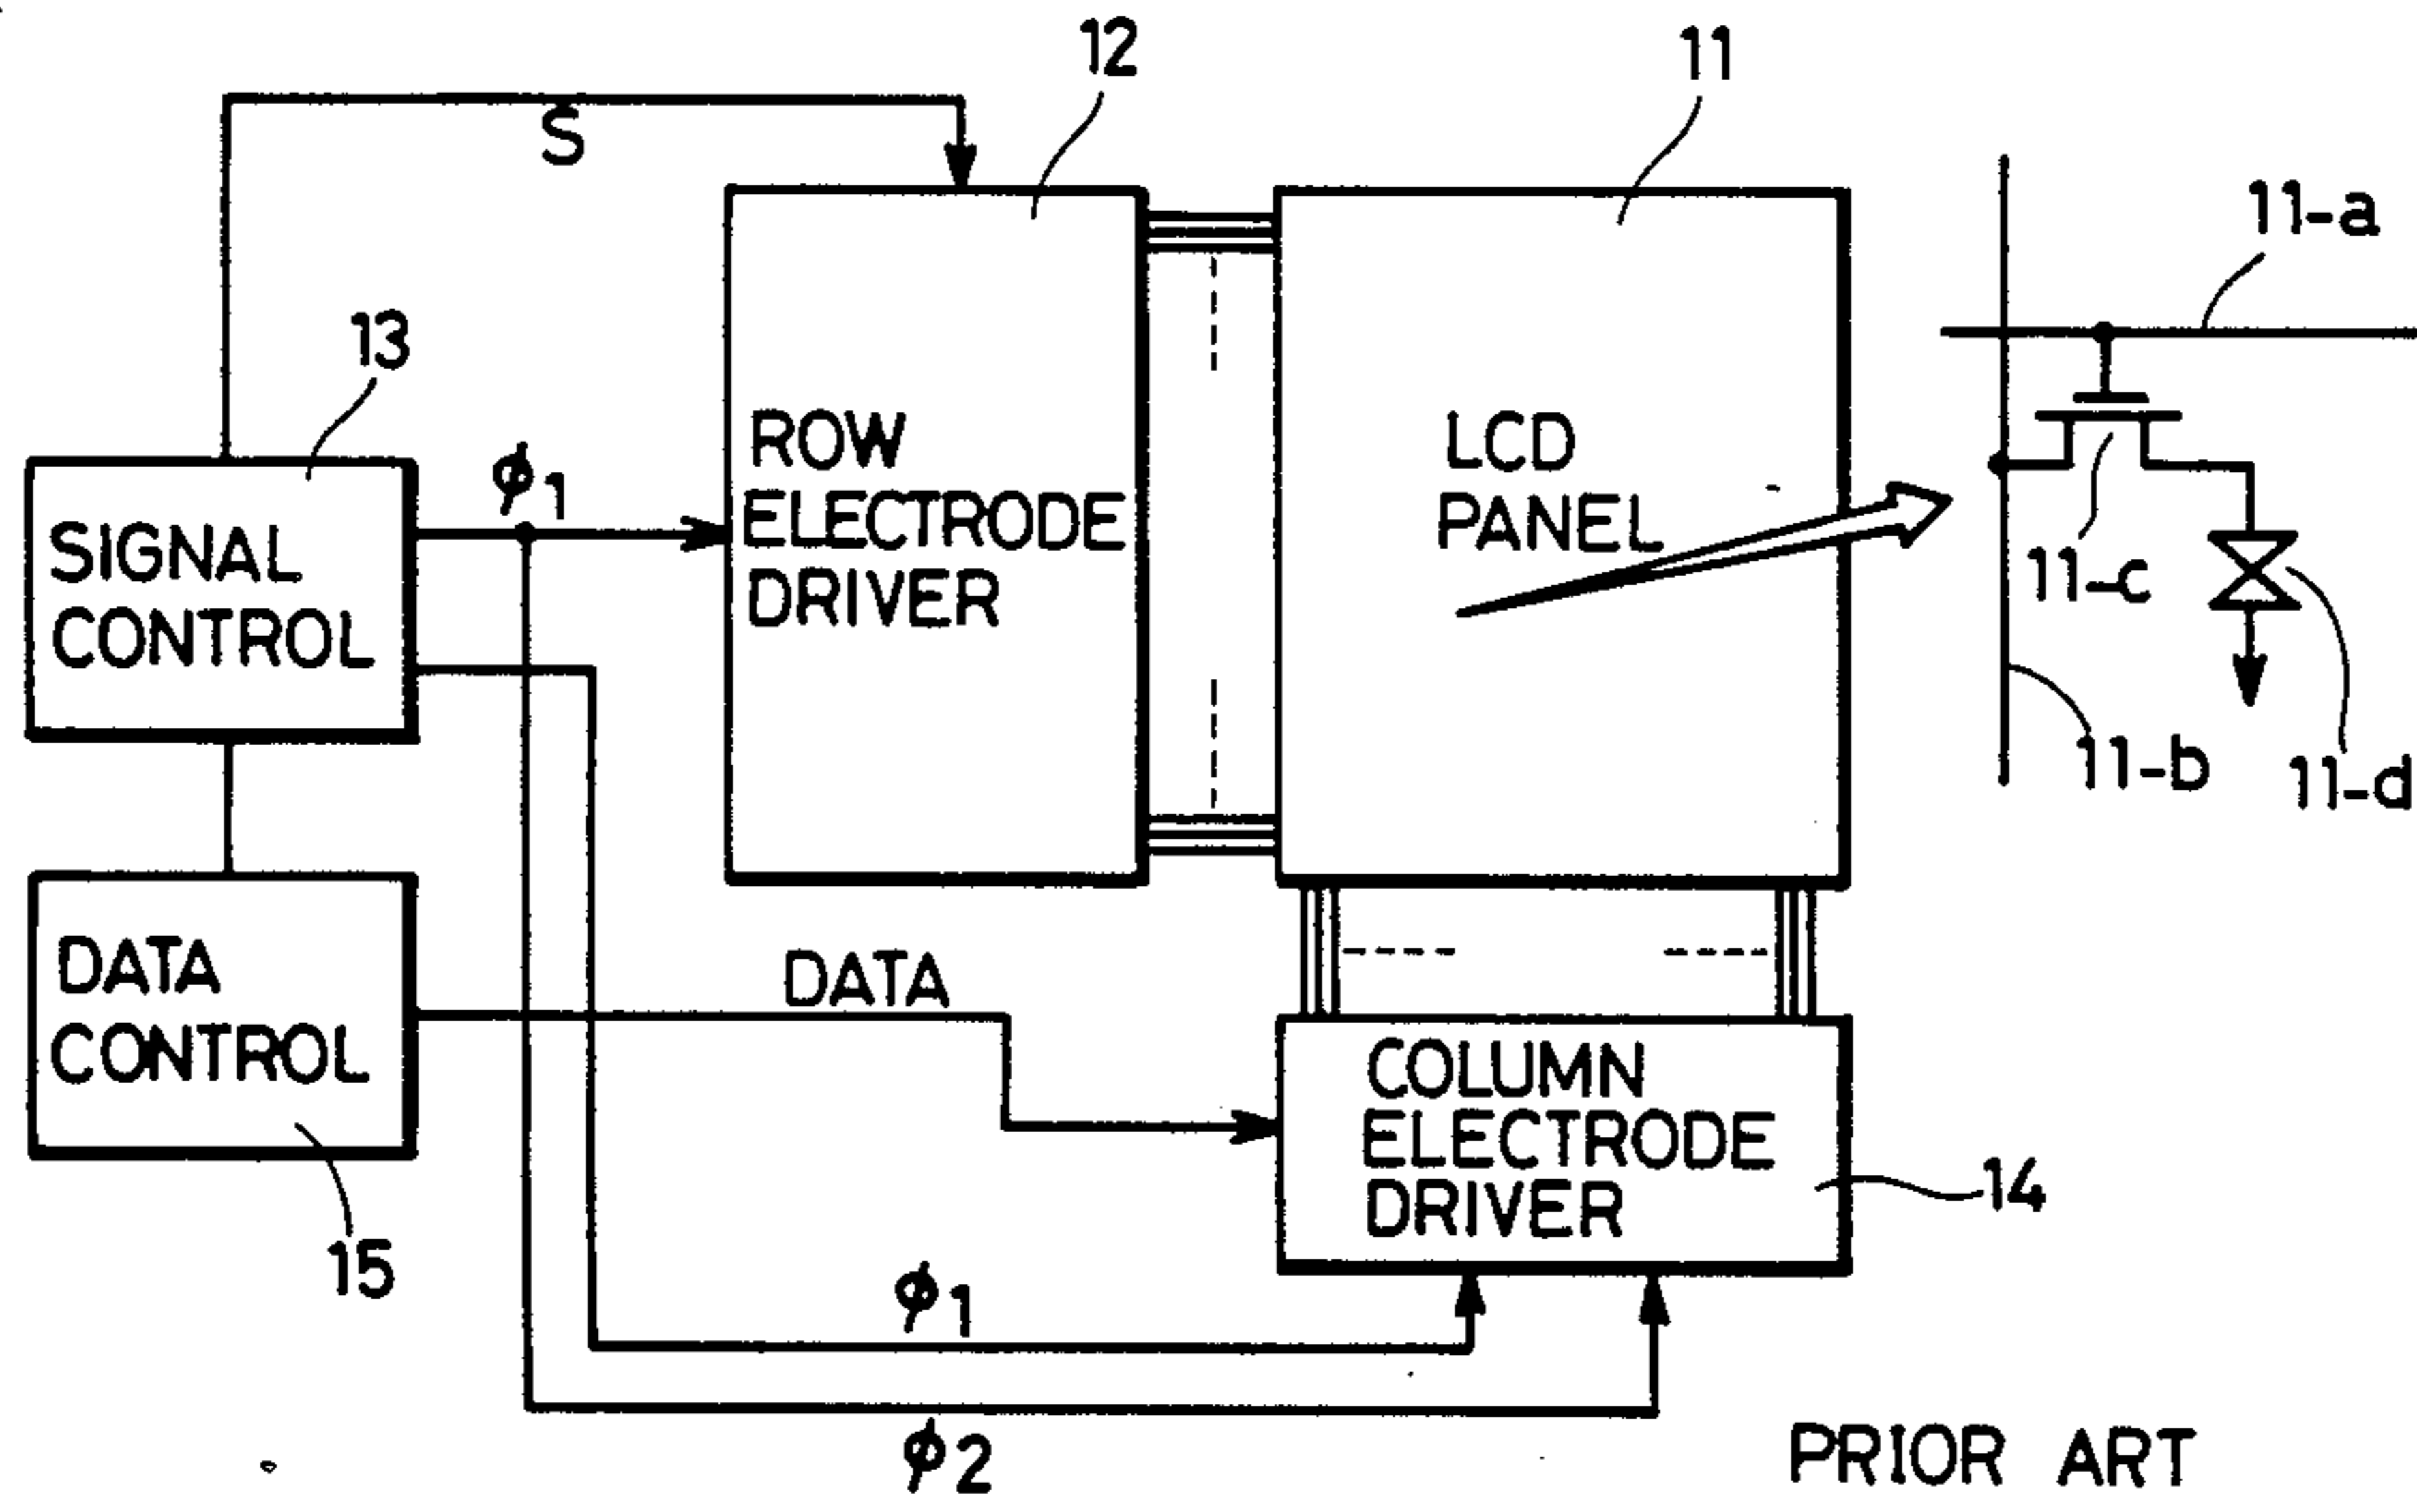 12
11
S
11-a
13
ϕ1
ROW
ELECTRODE
DRIVER
LCD
PANEL
SIGNAL
CONTROL
11-c
11-b
11-d
DATA
CONTROL
DATA
COLUMN
ELECTRODE
DRIVER
14
15
ϕ1
ϕ2
PRIOR ART